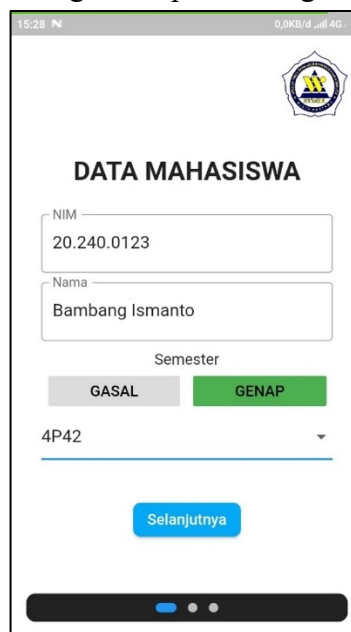 15:28 N 0,0KB/d 4G
DATA MAHASISWA
NIM
20.240.0123
Nama
Bambang Ismanto
Semester
GASAL GENAP
4P42
Selanjutnya